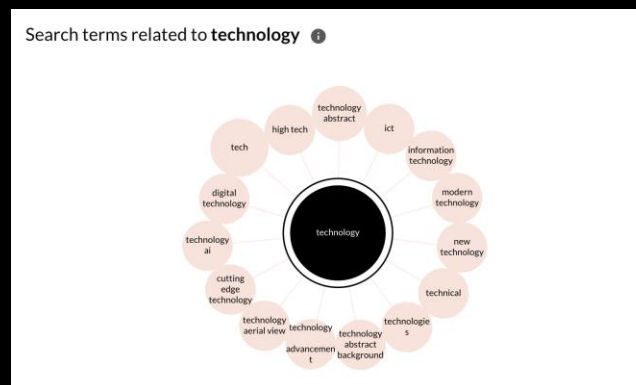 Search terms related to technology i
technology
abstract
ict
information
technology
modern
technology
new
technology
technical
technologie
s
technology
abstract
background
technology
advancemen
t
technology
aerial view
cutting
edge
technology
technology
ai
digital
technology
tech
high tech
technology